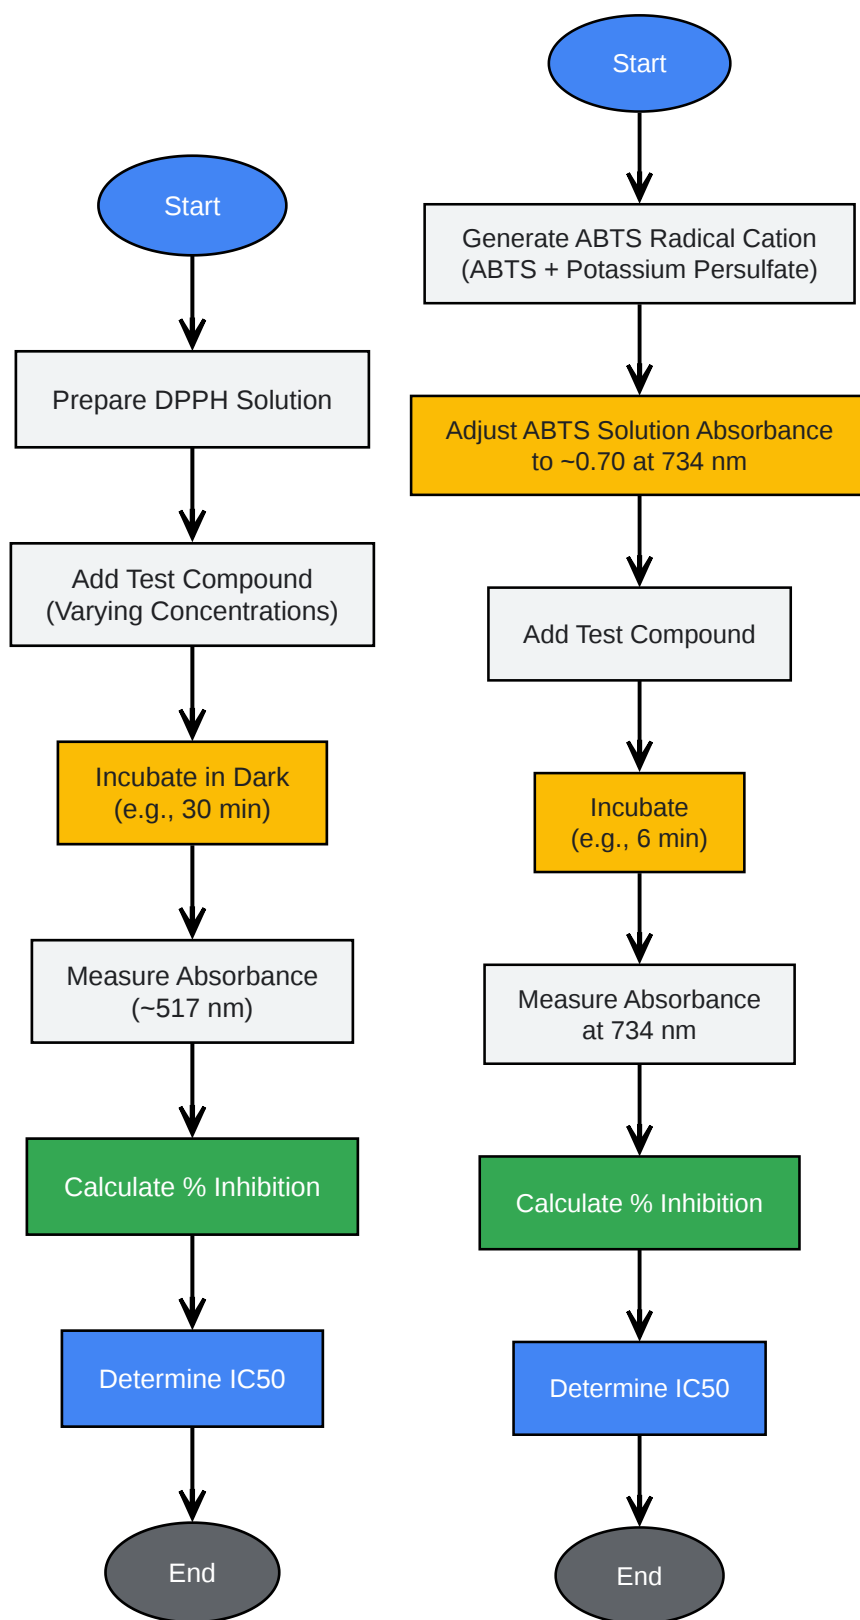 Start
Prepare DPPH Solution
Add Test Compound
(Varying Concentrations)
Incubate in Dark
(e.g., 30 min)
Measure Absorbance
(~517 nm)
Calculate % Inhibition
Determine IC50
End
Start
Generate ABTS Radical Cation
(ABTS + Potassium Persulfate)
Adjust ABTS Solution Absorbance
to ~0.70 at 734 nm
Add Test Compound
Incubate
(e.g., 6 min)
Measure Absorbance
at 734 nm
Calculate % Inhibition
Determine IC50
End